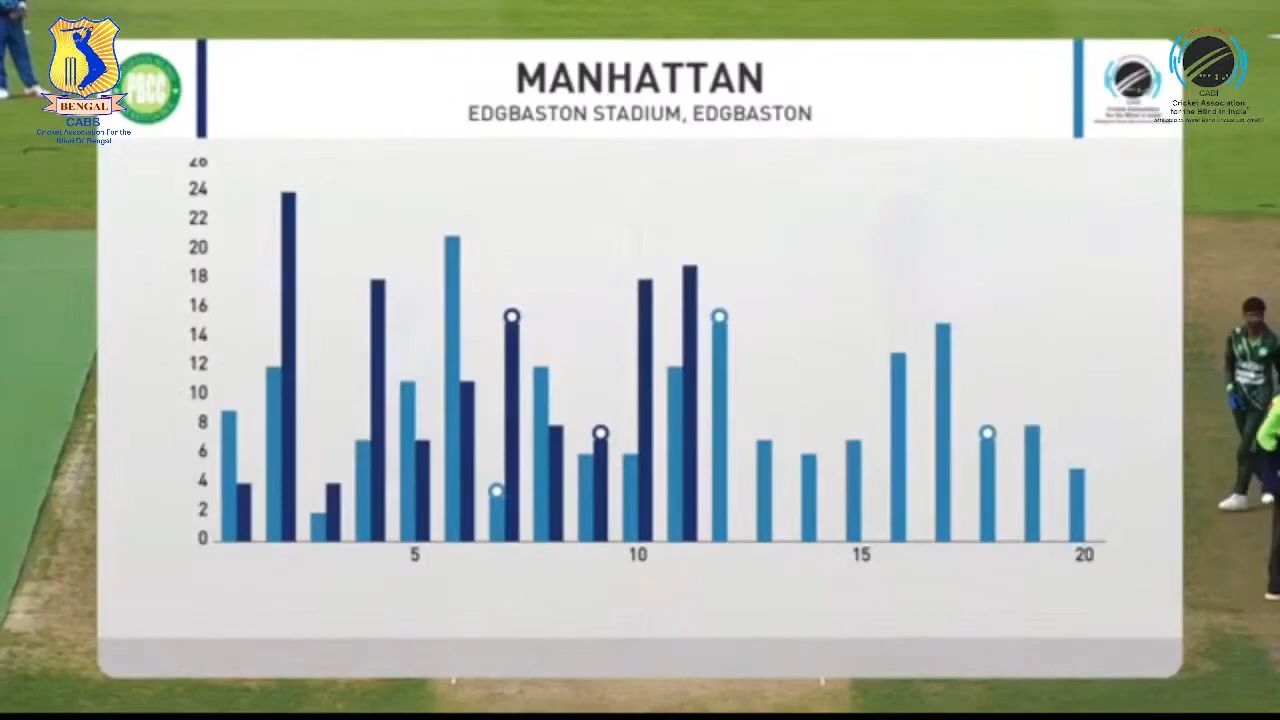 MANHATTAN
EDGBASTON STADIUM, EDGBASTON
BENGAL
CABB
Cricket Association For the
Blind Of Bengal
PBCC
CABI
Cricket Association
for the Blind in India
24
22
20
18
16
14
12
10
8
6
4
2
0
5 10 15 20